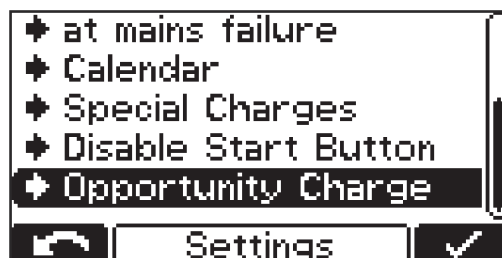 at mains failure
Calendar
Special Charges
Disable Start Button
Opportunity Charge
Settings